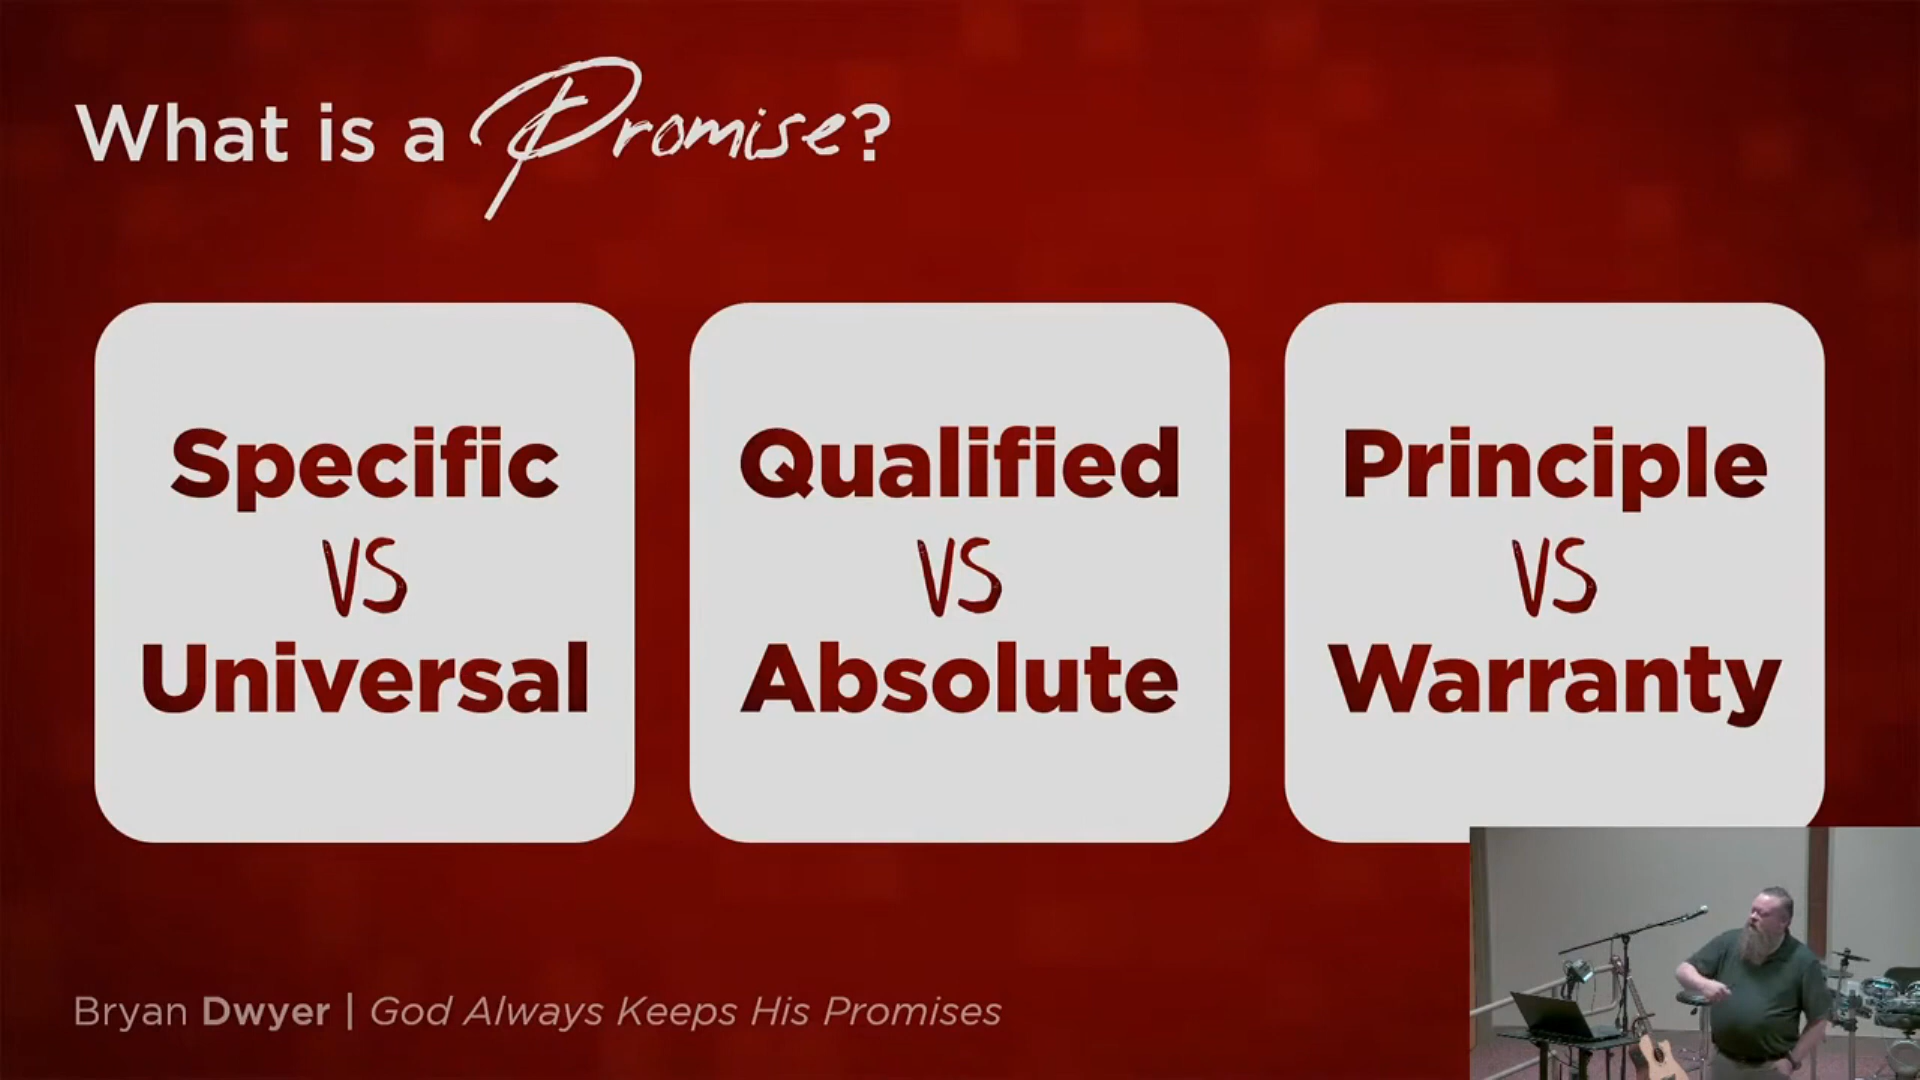 What is a Promise?
Specific
VS
Universal
Qualified
VS
Absolute
Principle
VS
Warranty
Bryan Dwyer | God Always Keeps His Promises